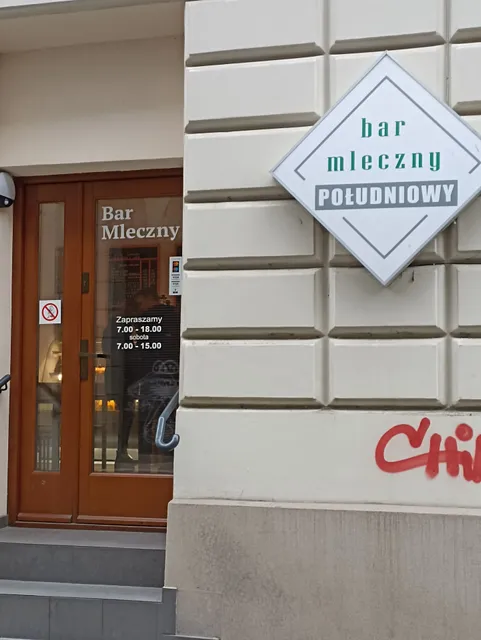 bar
mleczny
POŁUDNIOWY
Bar
Mleczny
Zapraszamy
7.00 - 18.00
sobota
7.00 - 15.00